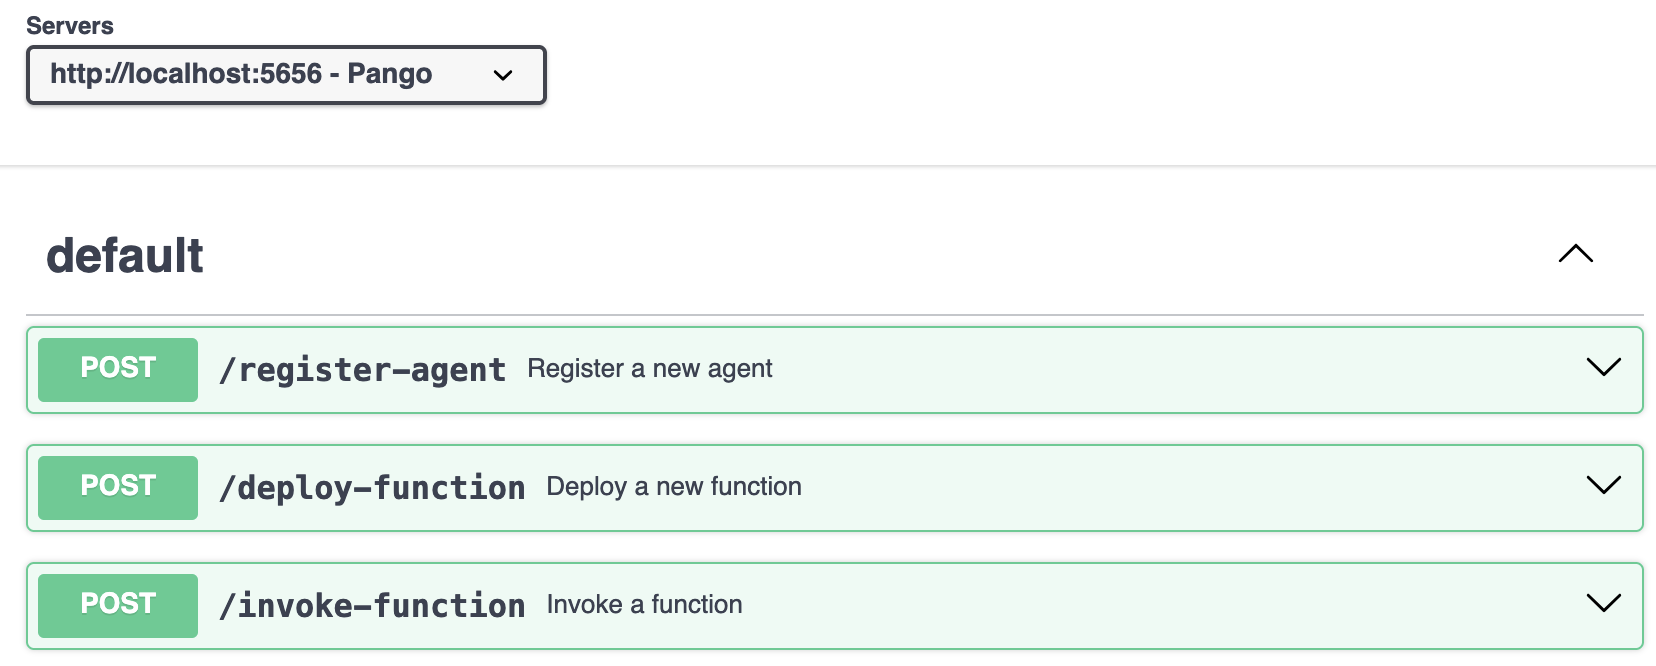 Servers
http://localhost:5656 - Pango
default
POST /register-agent Register a new agent
POST /deploy-function Deploy a new function
POST /invoke-function Invoke a function